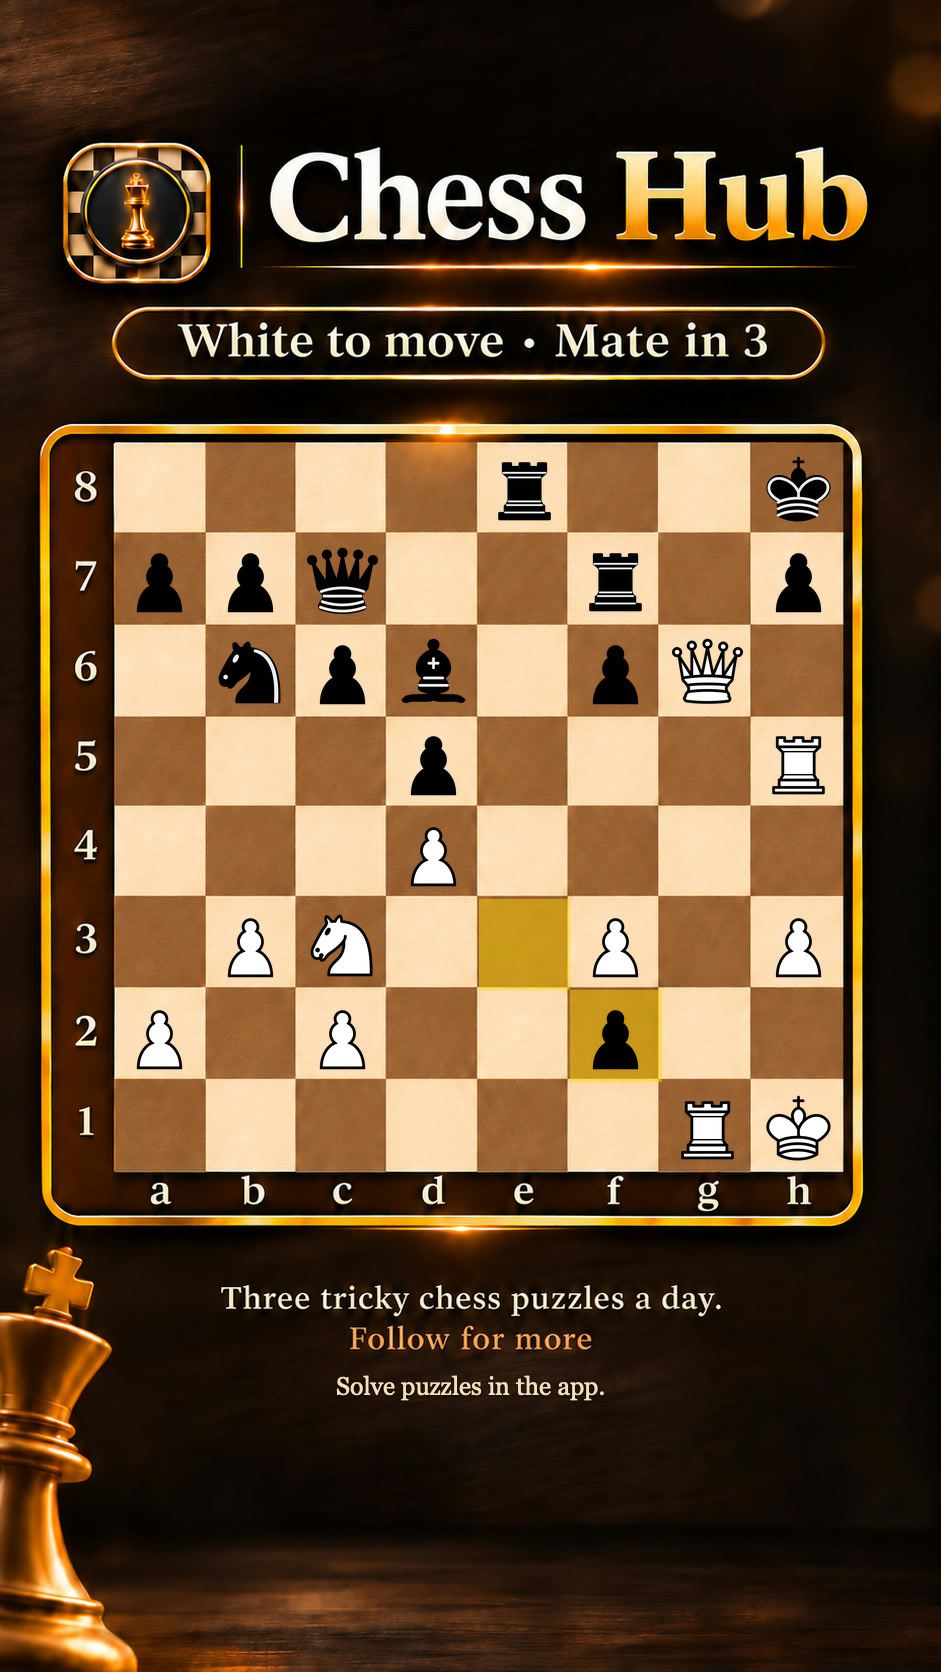 Chess Hub
White to move • Mate in 3
8
7
6
5
4
3
2
1
a b c d e f g h
Three tricky chess puzzles a day.
Follow for more
Solve puzzles in the app.